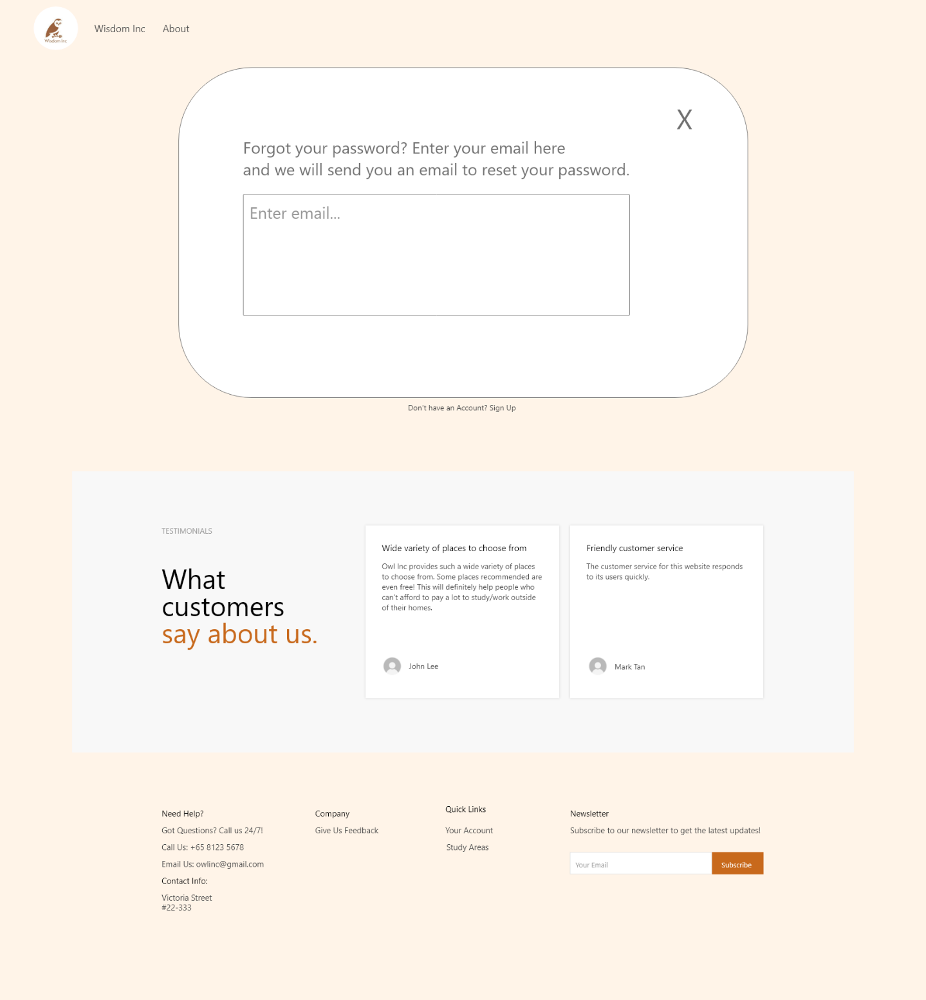 Wisdom Inc
Wisdom Inc
About
X
Forgot your password? Enter your email here
and we will send you an email to reset your password.
Enter email...
Don't have an Account? Sign Up
TESTIMONIALS
What
customers
say about us.
Wide variety of places to choose from
Owl Inc provides such a wide variety of places
to choose from. Some places recommended are
even free! This will definitely help people who
can't afford to pay a lot to study/work outside
of their homes.
John Lee
Friendly customer service
The customer service for this website responds
to its users quickly.
Mark Tan
Need Help?
Got Questions? Call us 24/7!
Call Us: +65 8123 5678
Email Us: owlinc@gmail.com
Contact Info:
Victoria Street
#22-333
Company
Give Us Feedback
Quick Links
Your Account
Study Areas
Newsletter
Subscribe to our newsletter to get the latest updates!
Your Email
Subscribe